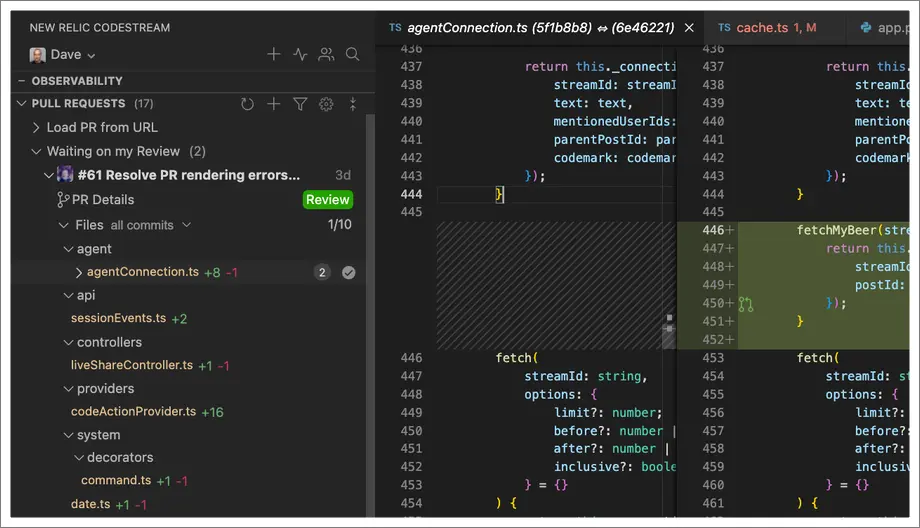 NEW RELIC CODESTREAM
Dave
OBSERVABILITY
PULL REQUESTS (17)
Load PR from URL
Waiting on my Review (2)
#61 Resolve PR rendering errors... 3d
PR Details Review
Files all commits 1/10
agent
agentConnection.ts +8 -1 2
api
sessionEvents.ts +2
controllers
liveShareController.ts +1 -1
providers
codeActionProvider.ts +16
system
decorators
command.ts +1 -1
date.ts +1 -1
TS agentConnection.ts (5f1b8b8) ⇔ (6e46221) ×
TS cache.ts 1, M
app.p
436
437 return this._connectio
438 streamId: streamI
439 text: text,
440 mentionedUserIds:
441 parentPostId: par
442 codemark: codemar
443 });
444 }
445
446 fetch(
447 streamId: string,
448 options: {
449 limit?: number;
450 before?: number |
451 after?: number |
452 inclusive?: boole
453 } = {}
454 ) {
436
437 return this._
438 streamId
439 text: te
440 mentione
441 parentPo
442 codemark
443 });
444 }
445
446+ fetchMyBeer(stre
447+ return this.
448+ streamId
449+ postId:
450+ });
451+ }
452+
453 fetch(
454 streamId: st
455 options: {
456 limit?:
457 before?:
458 after?:
459 inclusiv
460 } = {}
461 ) {